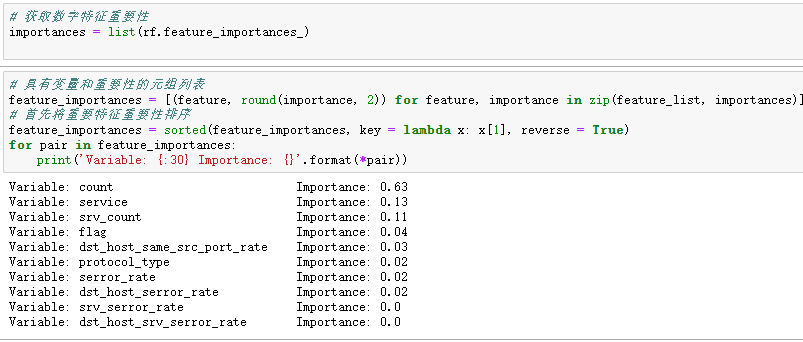 # 获取数字特征重要性
importances = list(rf.feature_importances_)
# 具有变量和重要性的元组列表
feature_importances = [(feature, round(importance, 2)) for feature, importance in zip(feature_list, importances)]
# 首先将重要特征重要性排序
feature_importances = sorted(feature_importances, key = lambda x: x[1], reverse = True)
for pair in feature_importances:
    print('Variable: {:30} Importance: {}'.format(*pair))
Variable: count                          Importance: 0.63
Variable: service                        Importance: 0.13
Variable: srv_count                      Importance: 0.11
Variable: flag                           Importance: 0.04
Variable: dst_host_same_src_port_rate    Importance: 0.03
Variable: protocol_type                  Importance: 0.02
Variable: serror_rate                    Importance: 0.02
Variable: dst_host_serror_rate           Importance: 0.02
Variable: srv_serror_rate                Importance: 0.0
Variable: dst_host_srv_serror_rate       Importance: 0.0